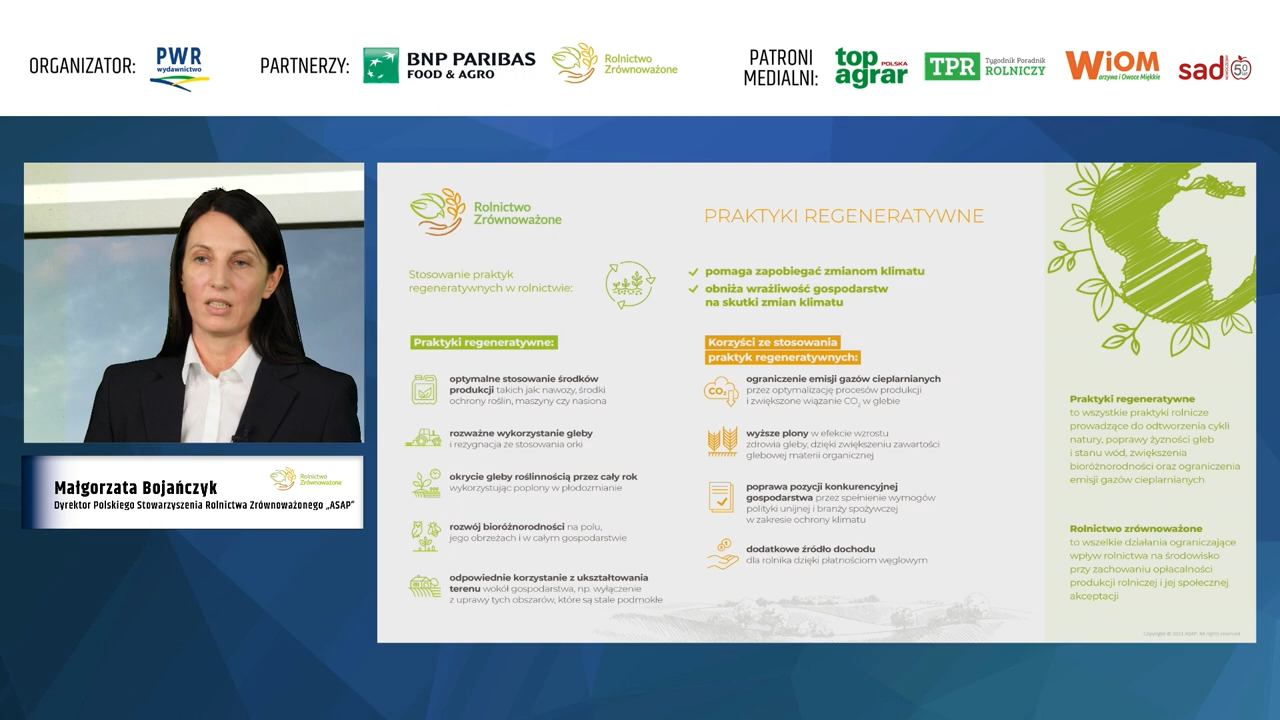 ORGANIZATOR:
PWR
wydawnictwo
PARTNERZY:
BNP PARIBAS
FOOD & AGRO
Rolnictwo
Zrównoważone
PATRONI
MEDIALNI:
top
agrar
POLSKA
TPR
Tygodnik Poradnik
ROLNICZY
WiOM
arzywa i Owoce Miękkie
sad
50
Rolnictwo
Zrównoważone
PRAKTYKI REGENERATYWNE
Stosowanie praktyk
regeneratywnych w rolnictwie:
pomaga zapobiegać zmianom klimatu
obniża wrażliwość gospodarstw
na skutki zmian klimatu
Praktyki regeneratywne:
optymalne stosowanie środków
produkcji takich jak: nawozy, środki
ochrony roślin, maszyny czy nasiona
rozważne wykorzystanie gleby
i rezygnacja ze stosowania orki
okrycie gleby roślinnością przez cały rok
wykorzystując poplony w płodozmianie
rozwój bioróżnorodności na polu,
jego obrzeżach i w całym gospodarstwie
odpowiednie korzystanie z ukształtowania
terenu wokół gospodarstwa, np. wyłączenie
z uprawy tych obszarów, które są stale podmokłe
Korzyści ze stosowania
praktyk regeneratywnych:
CO₂
ograniczenie emisji gazów cieplarnianych
przez optymalizację procesów produkcji
i zwiększone wiązanie CO₂ w glebie
wyższe plony w efekcie wzrostu
zdrowia gleby, dzięki zwiększeniu zawartości
glebowej materii organicznej
poprawa pozycji konkurencyjnej
gospodarstwa przez spełnienie wymogów
polityki unijnej i branży spożywczej
w zakresie ochrony klimatu
dodatkowe źródło dochodu
dla rolnika dzięki płatnościom węglowym
Praktyki regeneratywne
to wszystkie praktyki rolnicze
prowadzące do odtworzenia cykli
natury, poprawy żyzności gleb
i stanu wód, zwiększenia
bioróżnorodności oraz ograniczenia
emisji gazów cieplarnianych
Rolnictwo zrównoważone
to wszelkie działania ograniczające
wpływ rolnictwa na środowisko
przy zachowaniu opłacalności
produkcji rolniczej i jej społecznej
akceptacji
Copyright © 2023 ASAP. All rights reserved
Rolnictwo
Zrównoważone
Małgorzata Bojańczyk
Dyrektor Polskiego Stowarzyszenia Rolnictwa Zrównoważonego „ASAP”